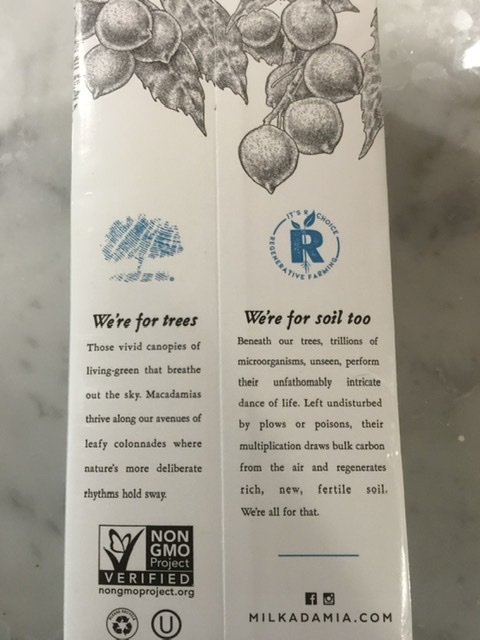 We're for trees
Those vivid canopies of
living-green that breathe
out the sky. Macadamias
thrive along our avenues of
leafy colonnades where
nature's more deliberate
rhythms hold sway.
NON
GMO
Project
VERIFIED
nongmoproject.org
PLEASE RECYCLE
U
IT'S R CHOICE
R
REGENERATIVE FARMING
We're for soil too
Beneath our trees, trillions of
microorganisms, unseen, perform
their unfathomably intricate
dance of life. Left undisturbed
by plows or poisons, their
multiplication draws bulk carbon
from the air and regenerates
rich, new, fertile soil.
We're all for that.
MILKADAMIA.COM